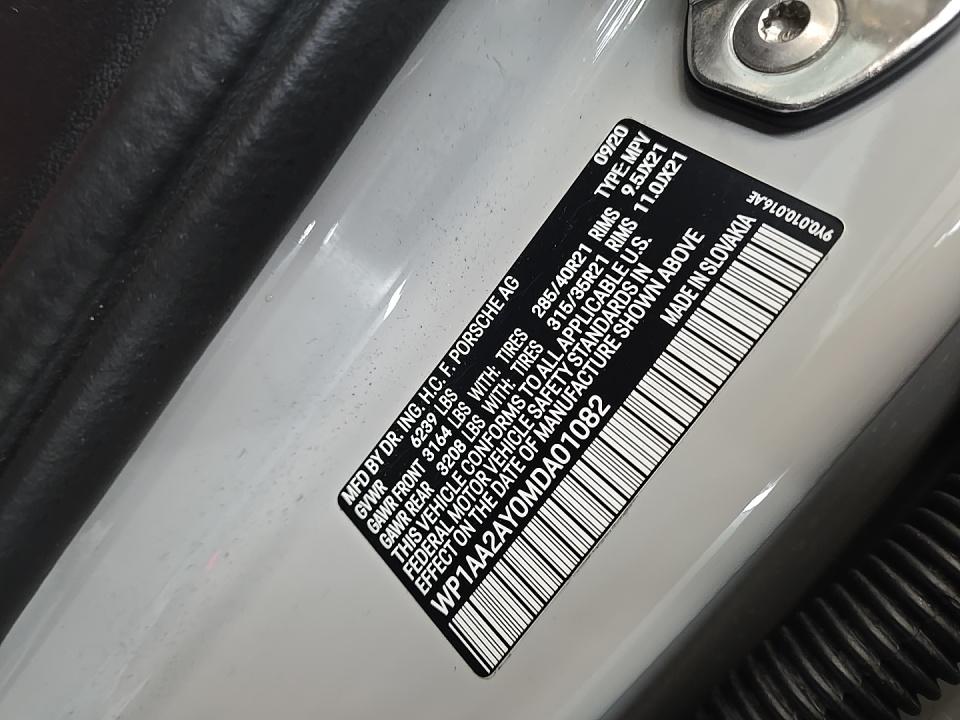 MFD BY DR. ING. H.C. F. PORSCHE AG 09/20
GVWR 6239 LBS TYPE: MPV
GAWR FRONT 3164 LBS WITH: TIRES 285/40R21 RIMS 9.5JX21
GAWR REAR 3208 LBS WITH: TIRES 315/35R21 RIMS 11.0JX21
THIS VEHICLE CONFORMS TO ALL APPLICABLE U.S.
FEDERAL MOTOR VEHICLE SAFETY STANDARDS IN
EFFECT ON THE DATE OF MANUFACTURE SHOWN ABOVE
WP1AA2AY0MDA01082 MADE IN SLOVAKIA
9Y0.010.016.AE